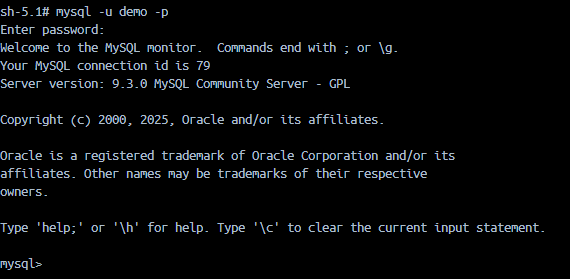 sh-5.1# mysql -u demo -p
Enter password:
Welcome to the MySQL monitor.  Commands end with ; or \g.
Your MySQL connection id is 79
Server version: 9.3.0 MySQL Community Server - GPL

Copyright (c) 2000, 2025, Oracle and/or its affiliates.

Oracle is a registered trademark of Oracle Corporation and/or its
affiliates. Other names may be trademarks of their respective
owners.

Type 'help;' or '\h' for help. Type '\c' to clear the current input statement.

mysql>